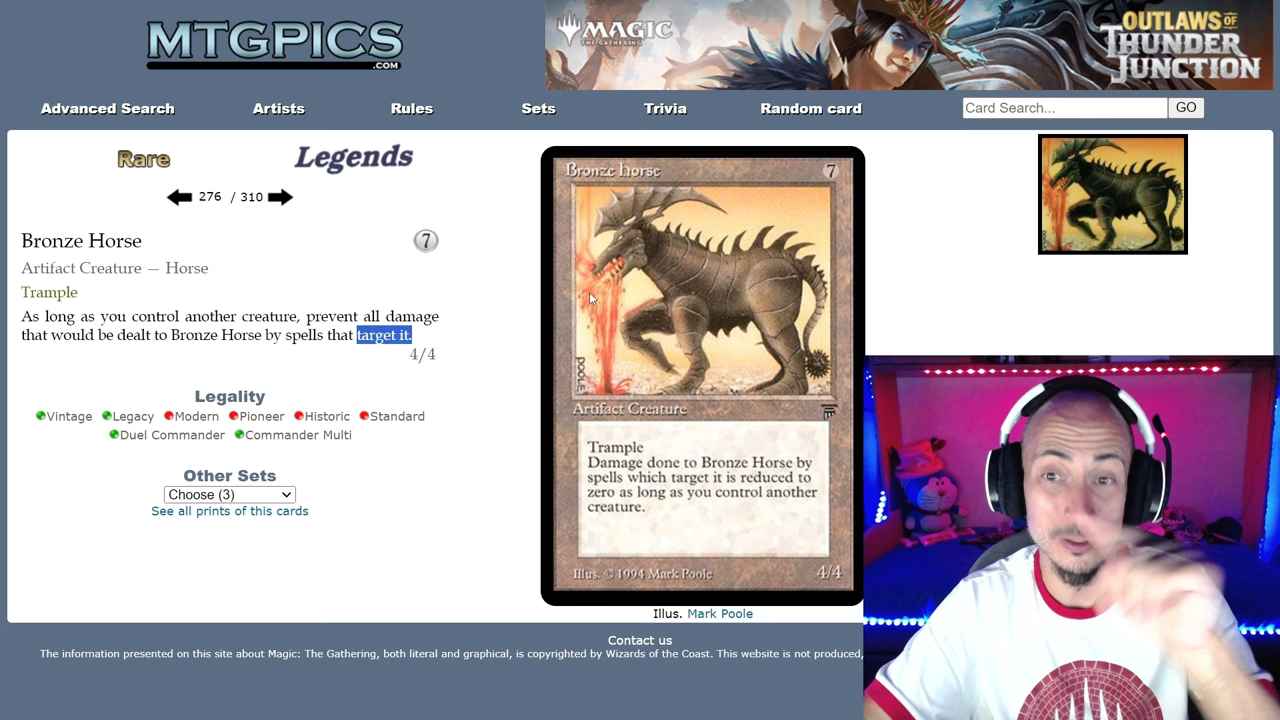 MTGPICS
.COM
MAGIC
THE GATHERING
OUTLAWS OF
THUNDER
JUNCTION
Advanced Search
Artists
Rules
Sets
Trivia
Random card
Card Search...
GO
Rare
Legends
276 / 310
Bronze Horse
7
Artifact Creature — Horse
Trample
As long as you control another creature, prevent all damage
that would be dealt to Bronze Horse by spells that target it.
4/4
Legality
Vintage Legacy Modern Pioneer Historic Standard
Duel Commander Commander Multi
Other Sets
Choose (3)
See all prints of this cards
Bronze Horse
7
POOLE
Artifact Creature
Trample
Damage done to Bronze Horse by
spells which target it is reduced to
zero as long as you control another
creature.
Illus. © 1994 Mark Poole
4/4
Illus. Mark Poole
Contact us
The information presented on this site about Magic: The Gathering, both literal and graphical, is copyrighted by Wizards of the Coast. This website is not produced,